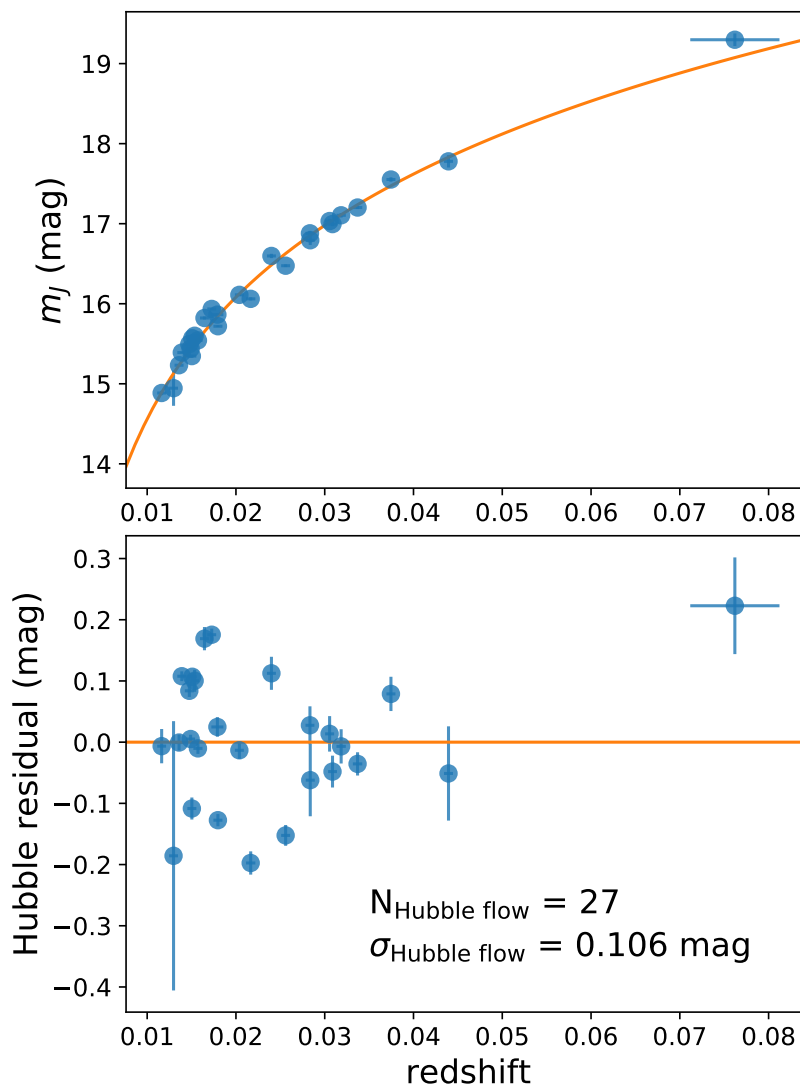 19
18
17
16
15
14
m_J (mag)
0.01 0.02 0.03 0.04 0.05 0.06 0.07 0.08
0.3
0.2
0.1
0.0
−0.1
−0.2
−0.3
−0.4
Hubble residual (mag)
N_Hubble flow = 27
σ_Hubble flow = 0.106 mag
0.01 0.02 0.03 0.04 0.05 0.06 0.07 0.08
redshift